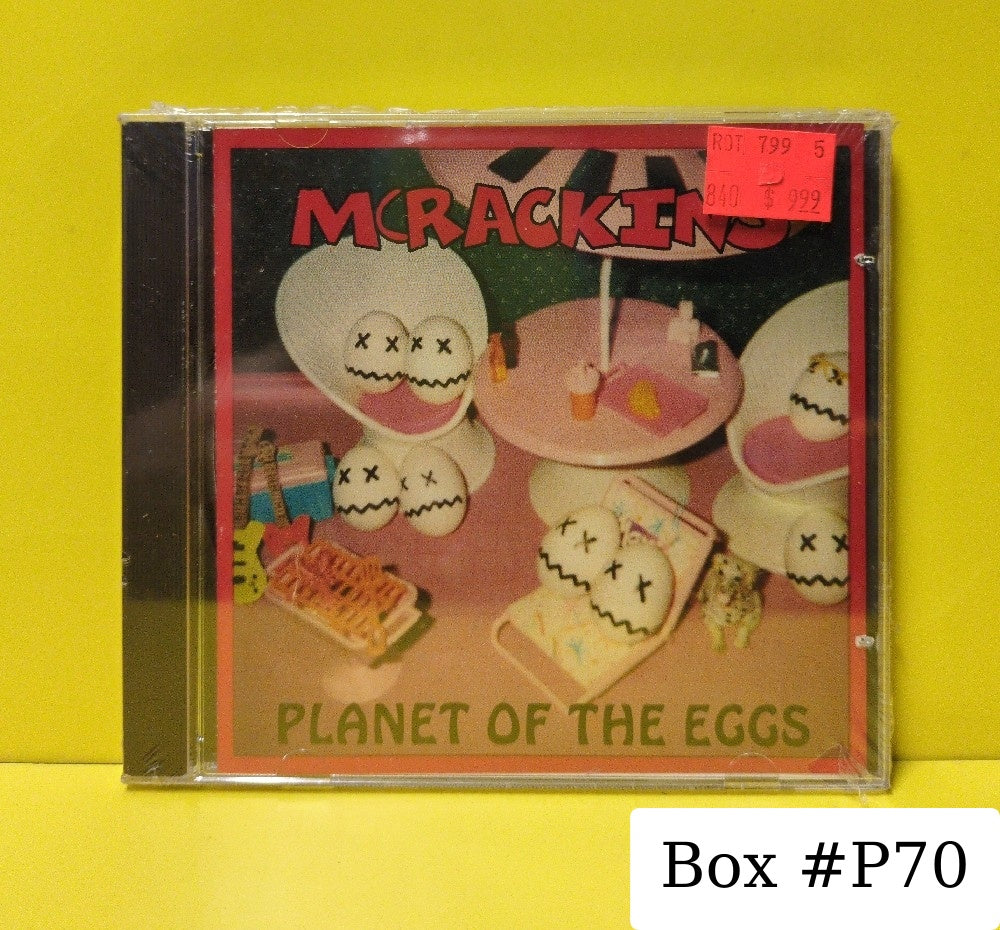 MCRACKINS
ROT 799 5
840 $ 999
PLANET OF THE EGGS
Box #P70